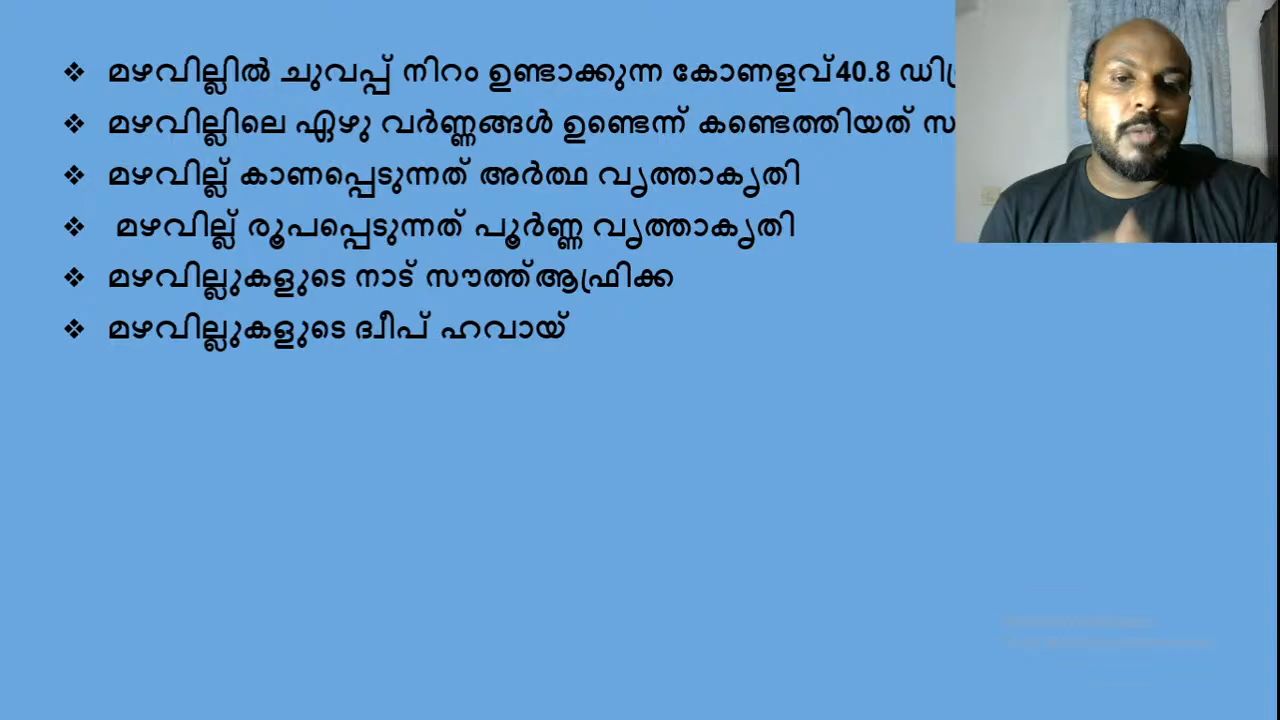 ❖ മഴവില്ലിൽ ചുവപ്പ് നിറം ഉണ്ടാക്കുന്ന കോണളവ്40.8
❖ മഴവില്ലിലെ ഏഴു വർണ്ണങ്ങൾ ഉണ്ടെന്ന് കണ്ടെത്തിയത്
❖ മഴവില്ല് കാണപ്പെടുന്നത് അർത്ഥ വൃത്താകൃതി
❖ മഴവില്ല് രൂപപ്പെടുന്നത് പൂർണ്ണ വൃത്താകൃതി
❖ മഴവില്ലുകളുടെ നാട് സൗത്ത്ആഫ്രിക്ക
❖ മഴവില്ലുകളുടെ ദ്വീപ് ഹവായ്